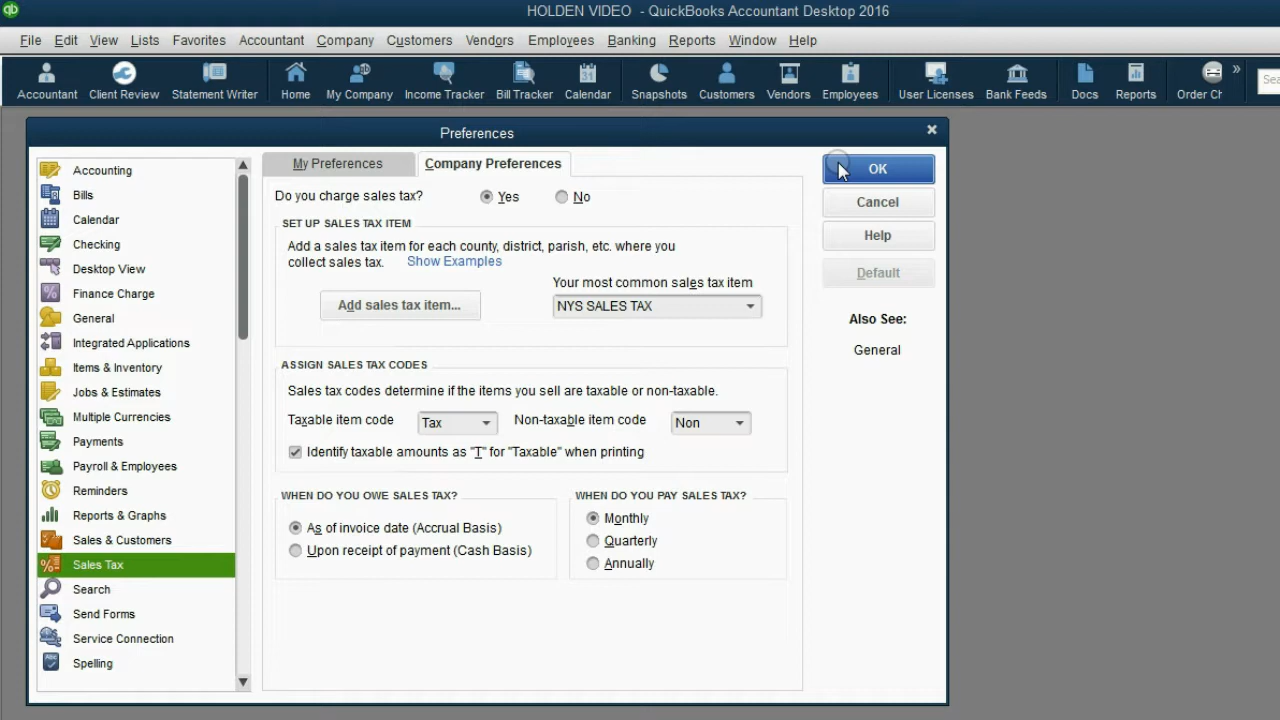 HOLDEN VIDEO - QuickBooks Accountant Desktop 2016
File Edit View Lists Favorites Accountant Company Customers Vendors Employees Banking Reports Window Help
Accountant Client Review Statement Writer Home My Company Income Tracker Bill Tracker Calendar Snapshots Customers Vendors Employees User Licenses Bank Feeds Docs Reports Order Ch » Sea
Preferences
Accounting
Bills
Calendar
Checking
Desktop View
Finance Charge
General
Integrated Applications
Items & Inventory
Jobs & Estimates
Multiple Currencies
Payments
Payroll & Employees
Reminders
Reports & Graphs
Sales & Customers
Sales Tax
Search
Send Forms
Service Connection
Spelling
My Preferences Company Preferences
Do you charge sales tax? Yes No
SET UP SALES TAX ITEM
Add a sales tax item for each county, district, parish, etc. where you
collect sales tax. Show Examples
Your most common sales tax item
Add sales tax item... NYS SALES TAX
ASSIGN SALES TAX CODES
Sales tax codes determine if the items you sell are taxable or non-taxable.
Taxable item code Tax Non-taxable item code Non
Identify taxable amounts as "T" for "Taxable" when printing
WHEN DO YOU OWE SALES TAX?
As of invoice date (Accrual Basis)
Upon receipt of payment (Cash Basis)
WHEN DO YOU PAY SALES TAX?
Monthly
Quarterly
Annually
OK
Cancel
Help
Default
Also See:
General